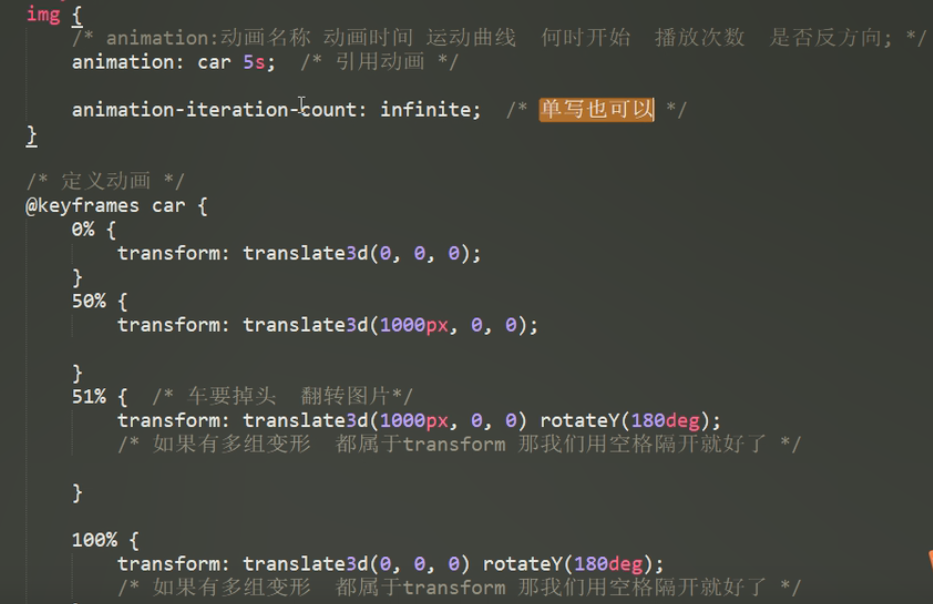 img {
/* animation:动画名称 动画时间 运动曲线 何时开始 播放次数 是否反方向; */
animation: car 5s; /* 引用动画 */
animation-iteration-count: infinite; /* 单写也可以 */
}
/* 定义动画 */
@keyframes car {
0% {
transform: translate3d(0, 0, 0);
}
50% {
transform: translate3d(1000px, 0, 0);
}
51% { /* 车要掉头 翻转图片*/
transform: translate3d(1000px, 0, 0) rotateY(180deg);
/* 如果有多组变形 都属于transform 那我们用空格隔开就好了 */
}
100% {
transform: translate3d(0, 0, 0) rotateY(180deg);
/* 如果有多组变形 都属于transform 那我们用空格隔开就好了 */